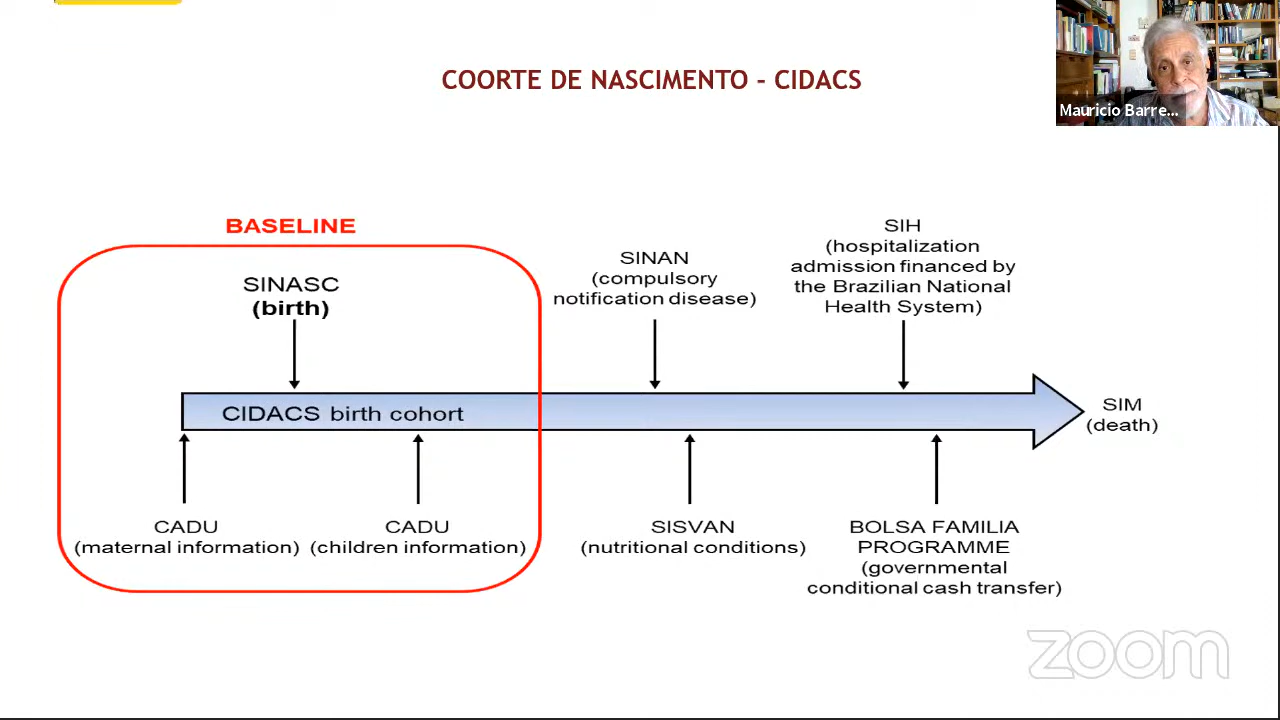 COORTE DE NASCIMENTO - CIDACS
Mauricio Barre...
BASELINE
SINASC
(birth)
SINAN
(compulsory
notification disease)
SIH
(hospitalization
admission financed by
the Brazilian National
Health System)
CIDACS birth cohort
SIM
(death)
CADU
(maternal information)
CADU
(children information)
SISVAN
(nutritional conditions)
BOLSA FAMILIA
PROGRAMME
(governmental
conditional cash transfer)
zoom